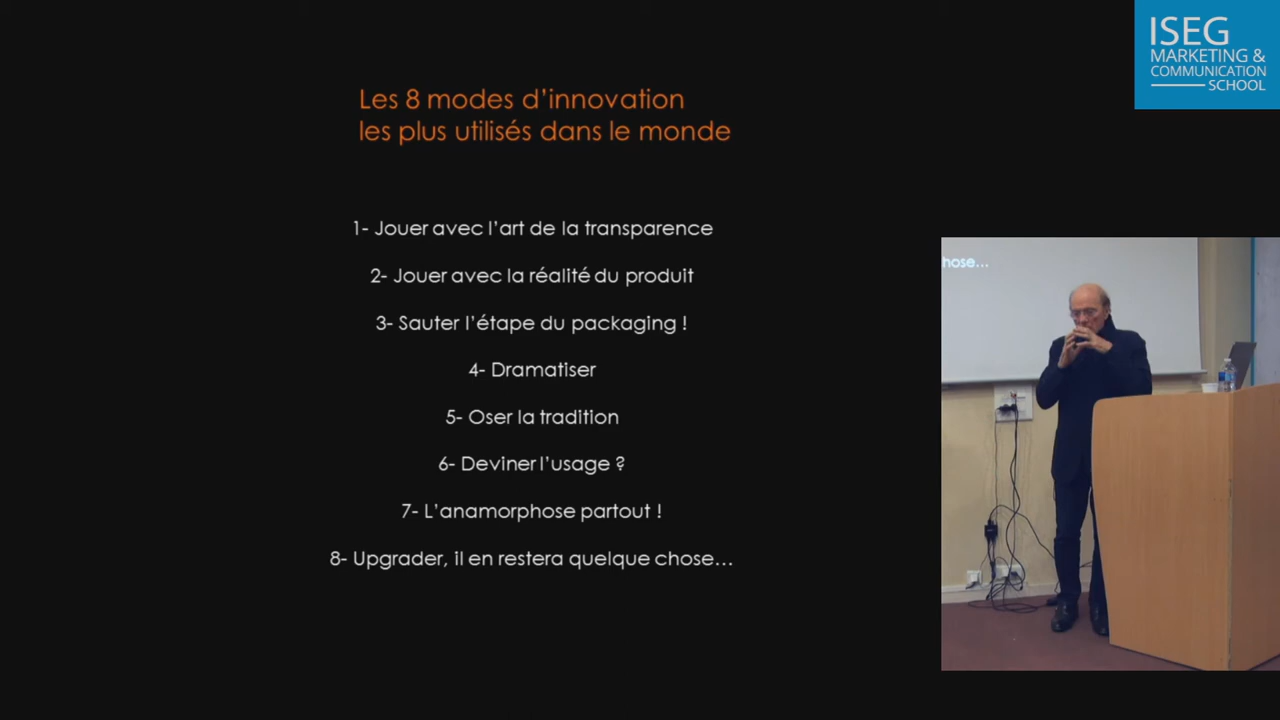 ISEG
MARKETING &
COMMUNICATION
SCHOOL
Les 8 modes d'innovation
les plus utilisés dans le monde
1- Jouer avec l'art de la transparence
2- Jouer avec la réalité du produit
3- Sauter l'étape du packaging !
4- Dramatiser
5- Oser la tradition
6- Deviner l'usage ?
7- L'anamorphose partout !
8- Upgrader, il en restera quelque chose...
hose...